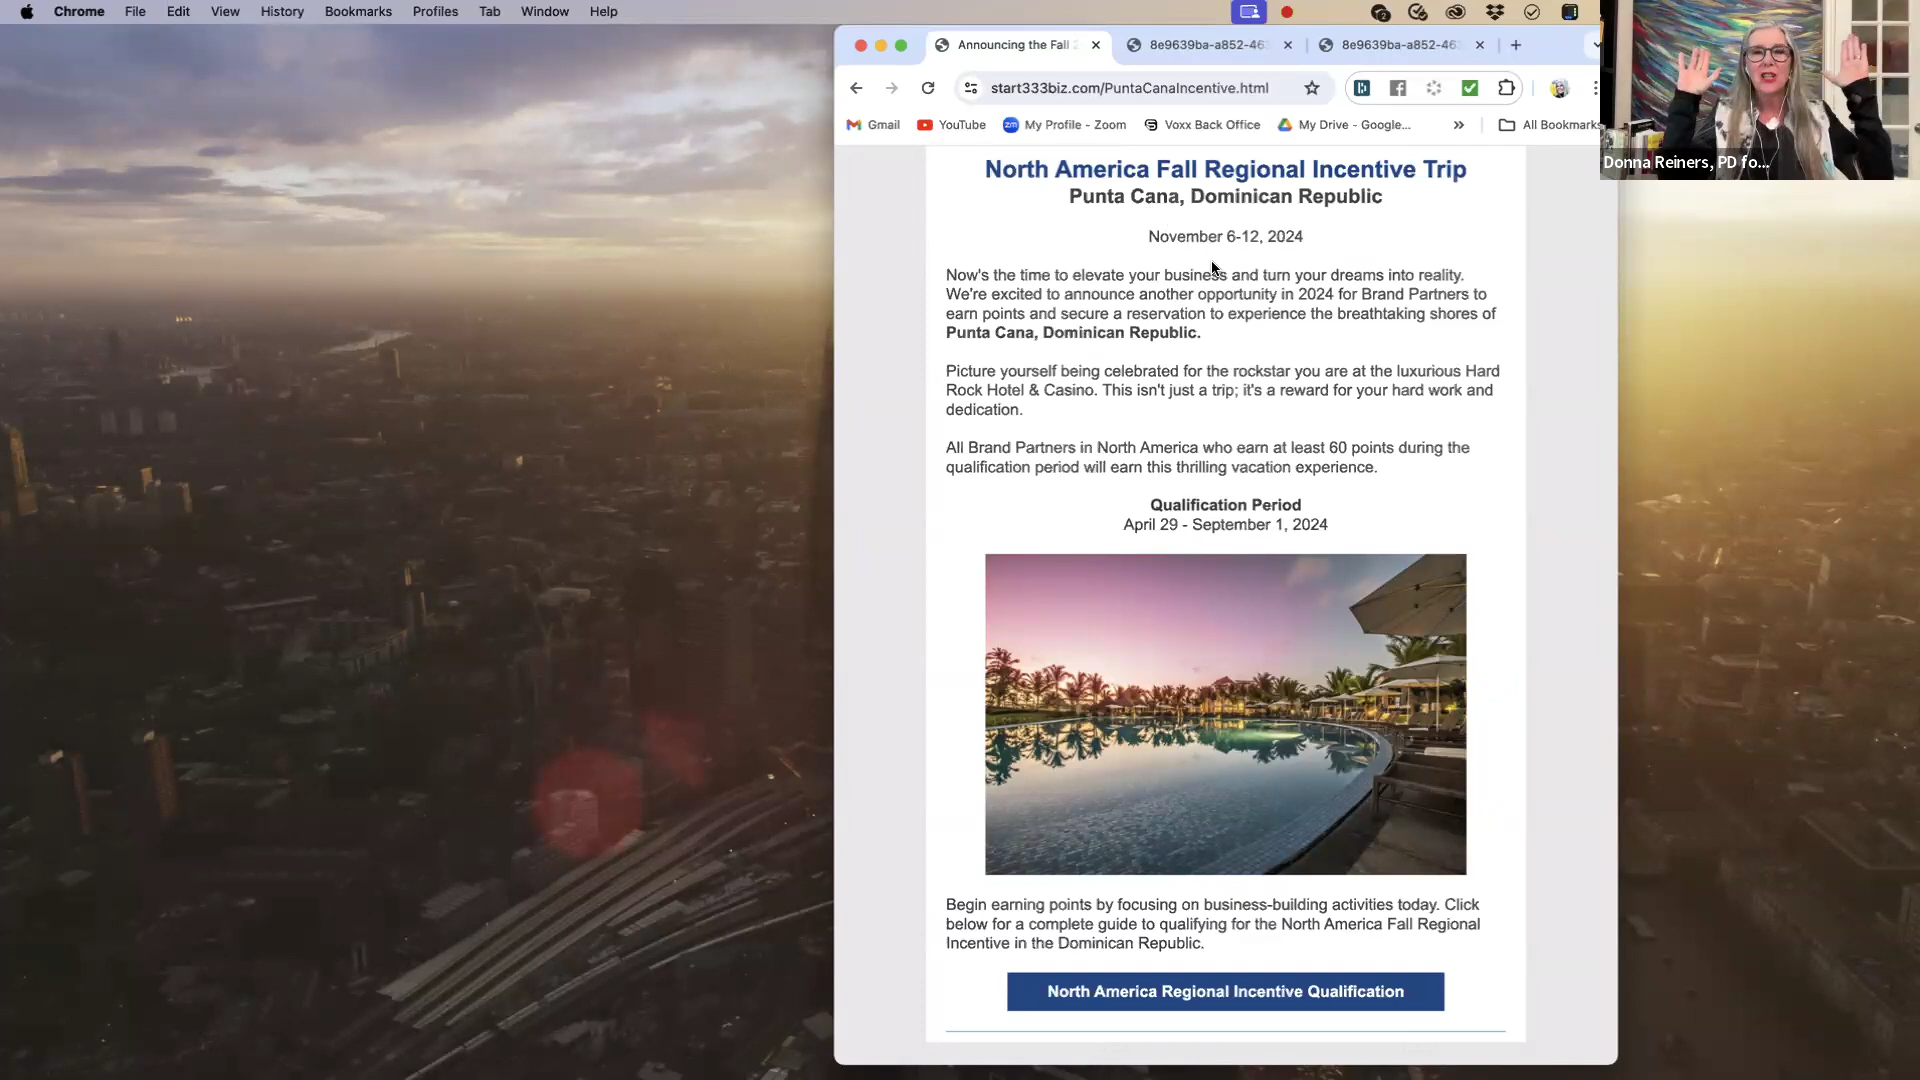 Chrome File Edit View History Bookmarks Profiles Tab Window Help
Announcing the Fall 8e9639ba-a852-46 8e9639ba-a852-46
start333biz.com/PuntaCanaIncentive.html
Gmail YouTube My Profile - Zoom Voxx Back Office My Drive - Google... » All Bookmarks
Donna Reiners, PD fo...
North America Fall Regional Incentive Trip
Punta Cana, Dominican Republic
November 6-12, 2024
Now's the time to elevate your business and turn your dreams into reality.
We're excited to announce another opportunity in 2024 for Brand Partners to
earn points and secure a reservation to experience the breathtaking shores of
Punta Cana, Dominican Republic.
Picture yourself being celebrated for the rockstar you are at the luxurious Hard
Rock Hotel & Casino. This isn't just a trip; it's a reward for your hard work and
dedication.
All Brand Partners in North America who earn at least 60 points during the
qualification period will earn this thrilling vacation experience.
Qualification Period
April 29 - September 1, 2024
Begin earning points by focusing on business-building activities today. Click
below for a complete guide to qualifying for the North America Fall Regional
Incentive in the Dominican Republic.
North America Regional Incentive Qualification